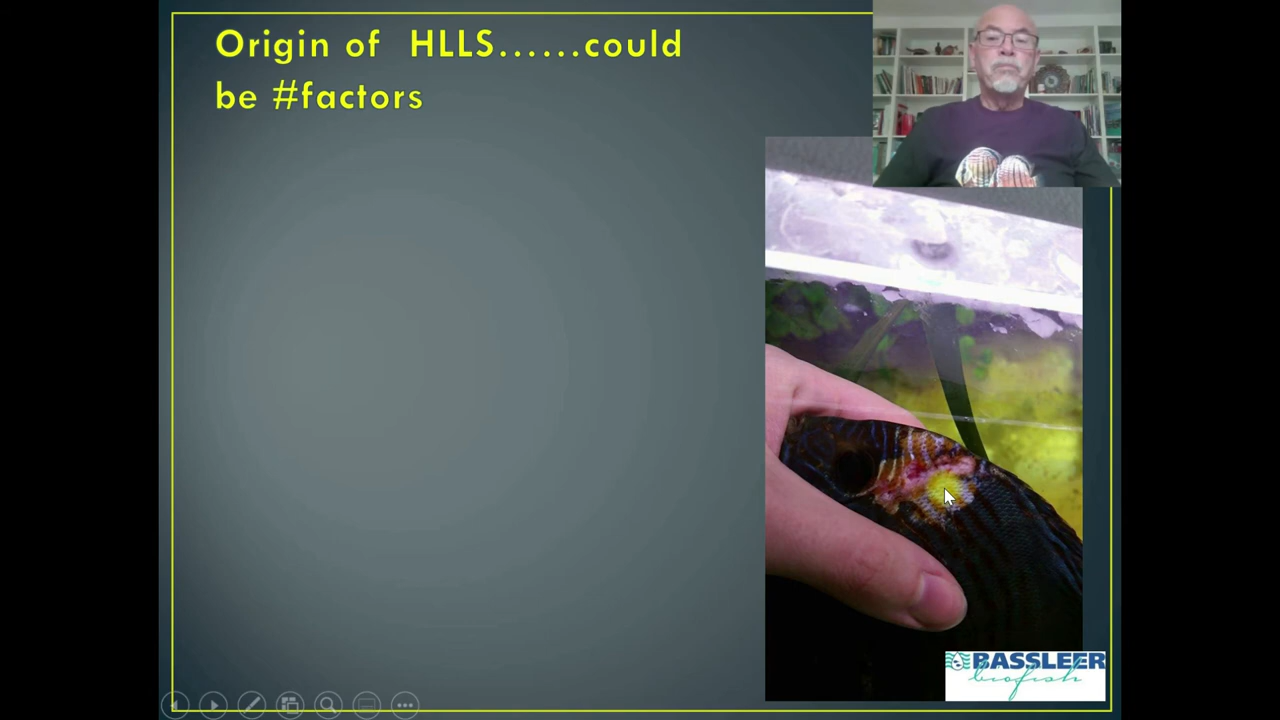 Origin of HLLS......could
be #factors
BASSLEER
biofish